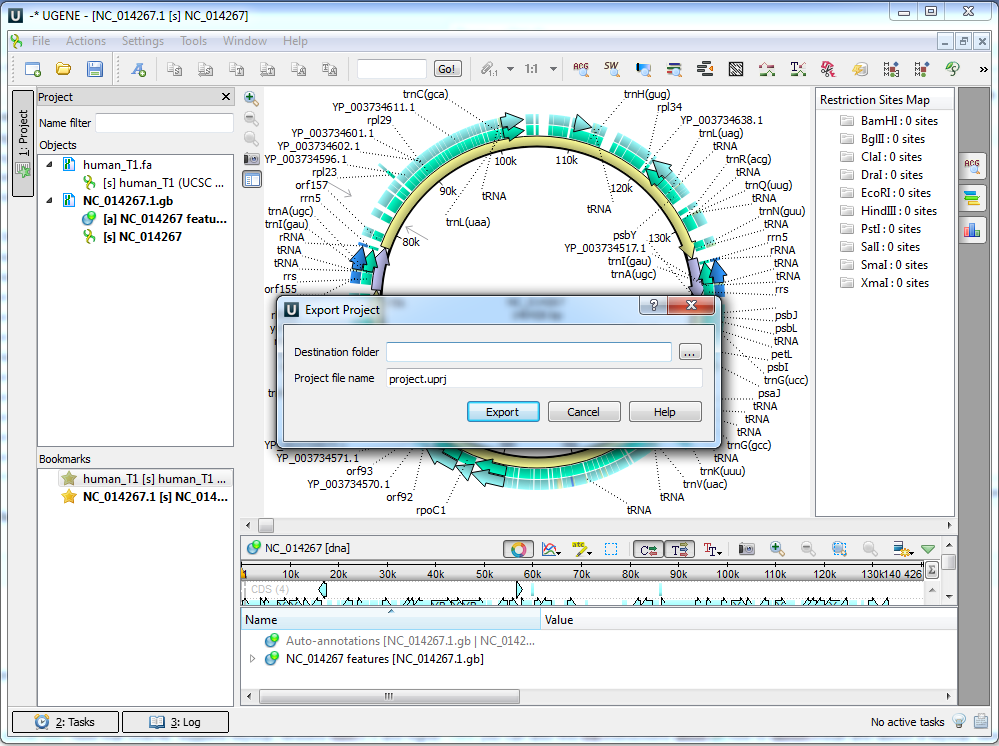 -* UGENE - [NC_014267.1 [s] NC_014267]
File Actions Settings Tools Window Help
Go!
1:1
1: Project
Project
Name filter
Objects
human_T1.fa
[s] human_T1 (UCSC ...
NC_014267.1.gb
[a] NC_014267 featu...
[s] NC_014267
Bookmarks
human_T1 [s] human_T1 ...
NC_014267.1 [s] NC_014...
trnC(gca)
YP_003734611.1
rpl29
YP_003734601.1
YP_003734602.1
YP_003734596.1
rpl23
orf157
rrn5
trnA(ugc)
trnI(gau)
rRNA
tRNA
tRNA
rrs
orf155
trnH(gug)
rpl34
YP_003734638.1
trnL(uag)
tRNA
trnR(acg)
tRNA
trnQ(uug)
tRNA
trnN(guu)
tRNA
rrn5
rRNA
tRNA
rrs
psbJ
psbL
tRNA
petL
psbI
trnG(ucc)
psaJ
tRNA
tRNA
tRNA
trnG(gcc)
tRNA
trnK(uuu)
trnV(uac)
tRNA
tRNA
100k
110k
90k
120k
80k
130k
tRNA
tRNA
trnL(uaa)
psbY
YP_003734517.1
trnI(gau)
trnA(ugc)
YP_003734571.1
orf93
YP_003734570.1
orf92
rpoC1
Restriction Sites Map
BamHI : 0 sites
BglII : 0 sites
ClaI : 0 sites
DraI : 0 sites
EcoRI : 0 sites
HindIII : 0 sites
PstI : 0 sites
SalI : 0 sites
SmaI : 0 sites
XmaI : 0 sites
Export Project
Destination folder
...
Project file name project.uprj
Export Cancel Help
NC_014267 [dna]
1 10k 20k 30k 40k 50k 60k 70k 80k 90k 100k 110k 120k 130k 140 426
CDS (4)
Name Value
Auto-annotations [NC_014267.1.gb | NC_0142...
NC_014267 features [NC_014267.1.gb]
2: Tasks 3: Log No active tasks